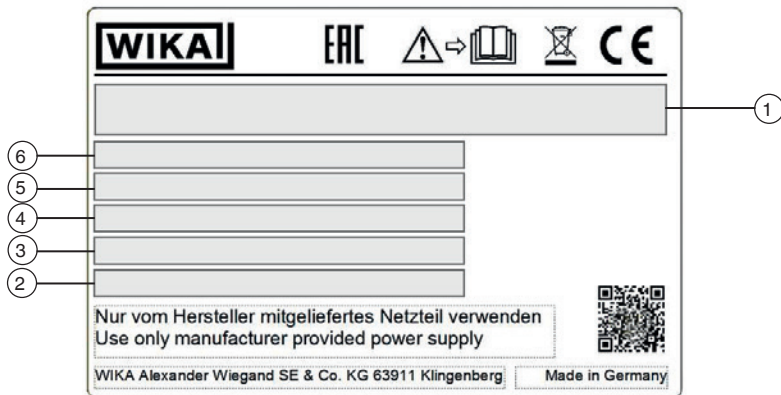 WIKA EAC CE
1
6
5
4
3
2
Nur vom Hersteller mitgeliefertes Netzteil verwenden
Use only manufacturer provided power supply
WIKA Alexander Wiegand SE & Co. KG 63911 Klingenberg Made in Germany